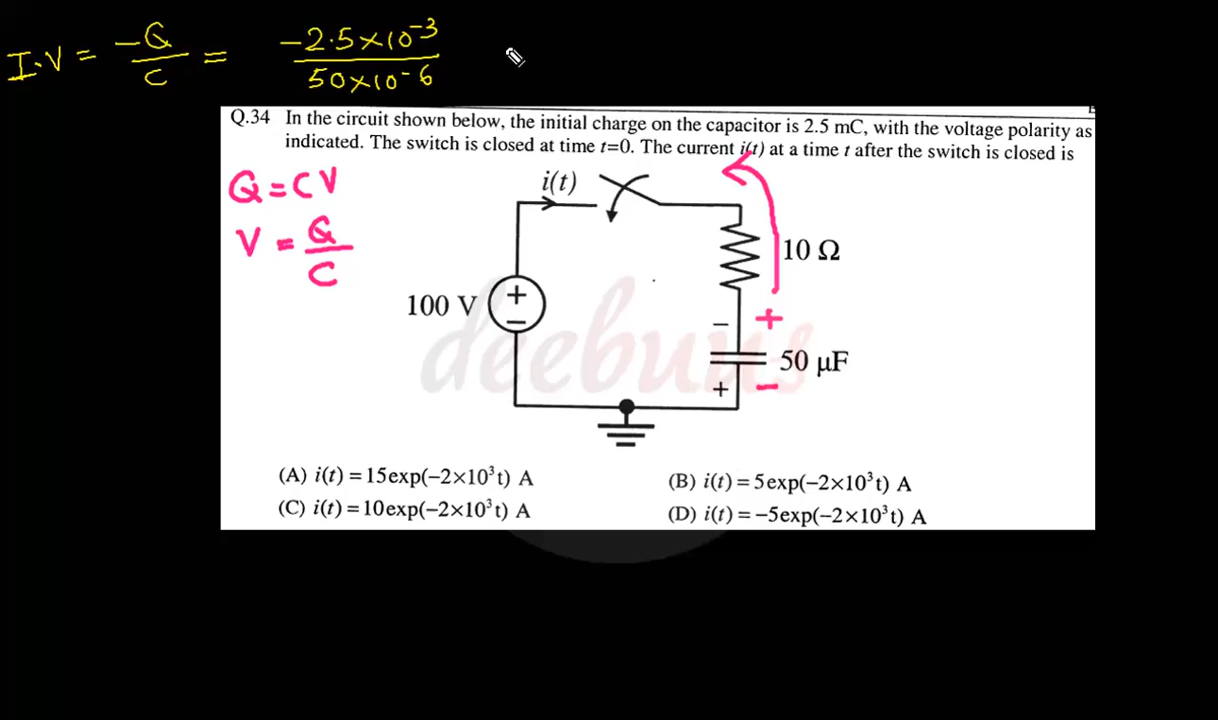 I.V = -Q/C = -2.5×10⁻³/50×10⁻⁶
Q.34 In the circuit shown below, the initial charge on the capacitor is 2.5 mC, with the voltage polarity as
indicated. The switch is closed at time t=0. The current i(t) at a time t after the switch is closed is
Q = CV
V = Q/C
i(t)
10 Ω
100 V
+
−
−
+
+
−
50 μF
deebuus
(A) i(t) = 15exp(−2×10³t) A
(B) i(t) = 5exp(−2×10³t) A
(C) i(t) = 10exp(−2×10³t) A
(D) i(t) = −5exp(−2×10³t) A